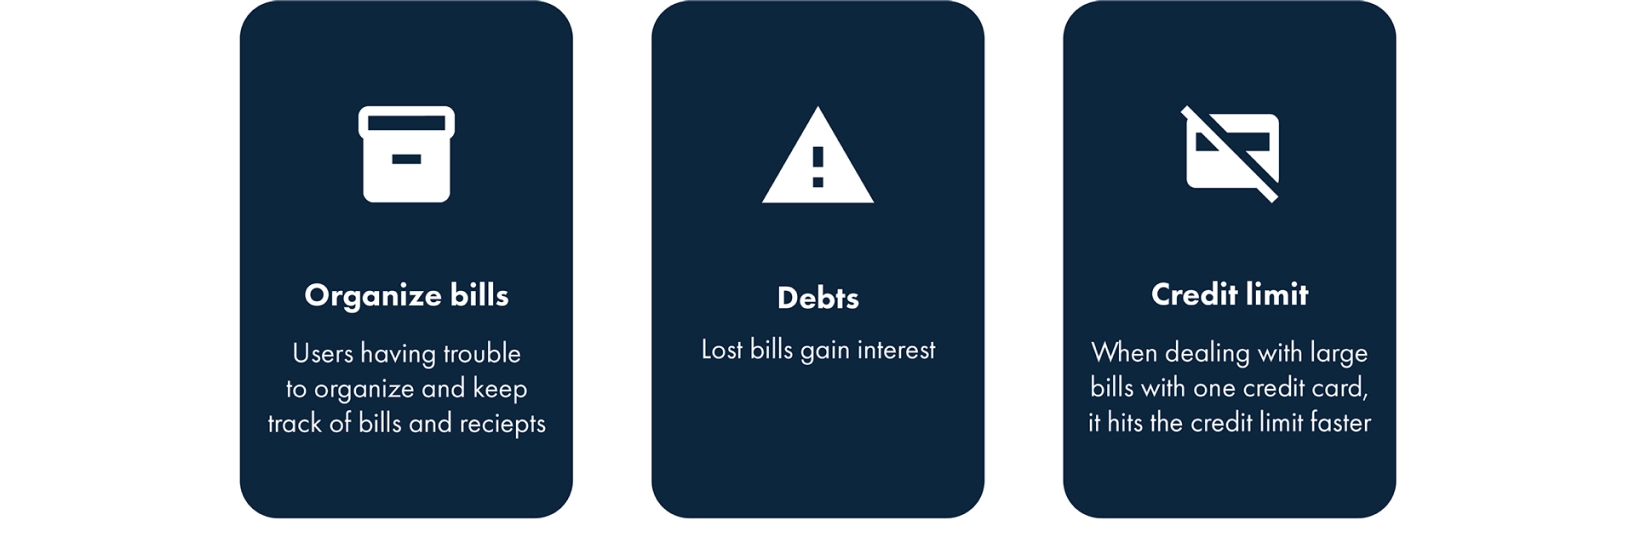 Organize bills
Users having trouble
to organize and keep
track of bills and reciepts
Debts
Lost bills gain interest
Credit limit
When dealing with large
bills with one credit card,
it hits the credit limit faster